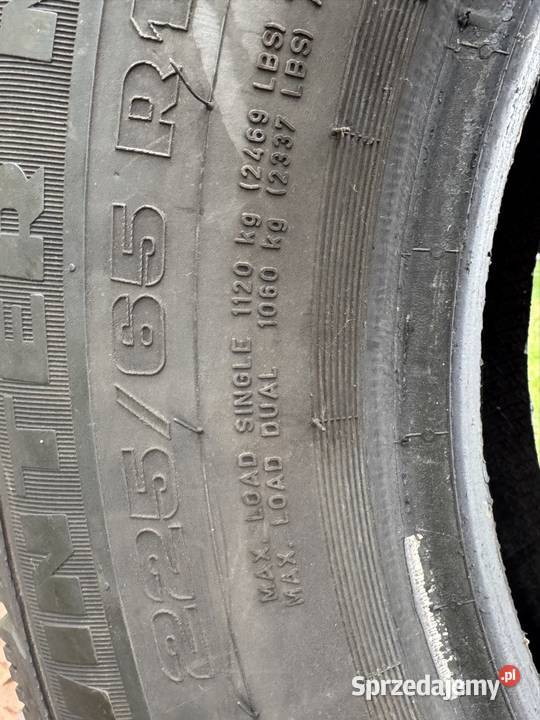 WINTER
225/65 R1
MAX. LOAD SINGLE 1120 kg (2469 LBS)
MAX. LOAD DUAL 1060 kg (2337 LBS)
Sprzedajemy.pl